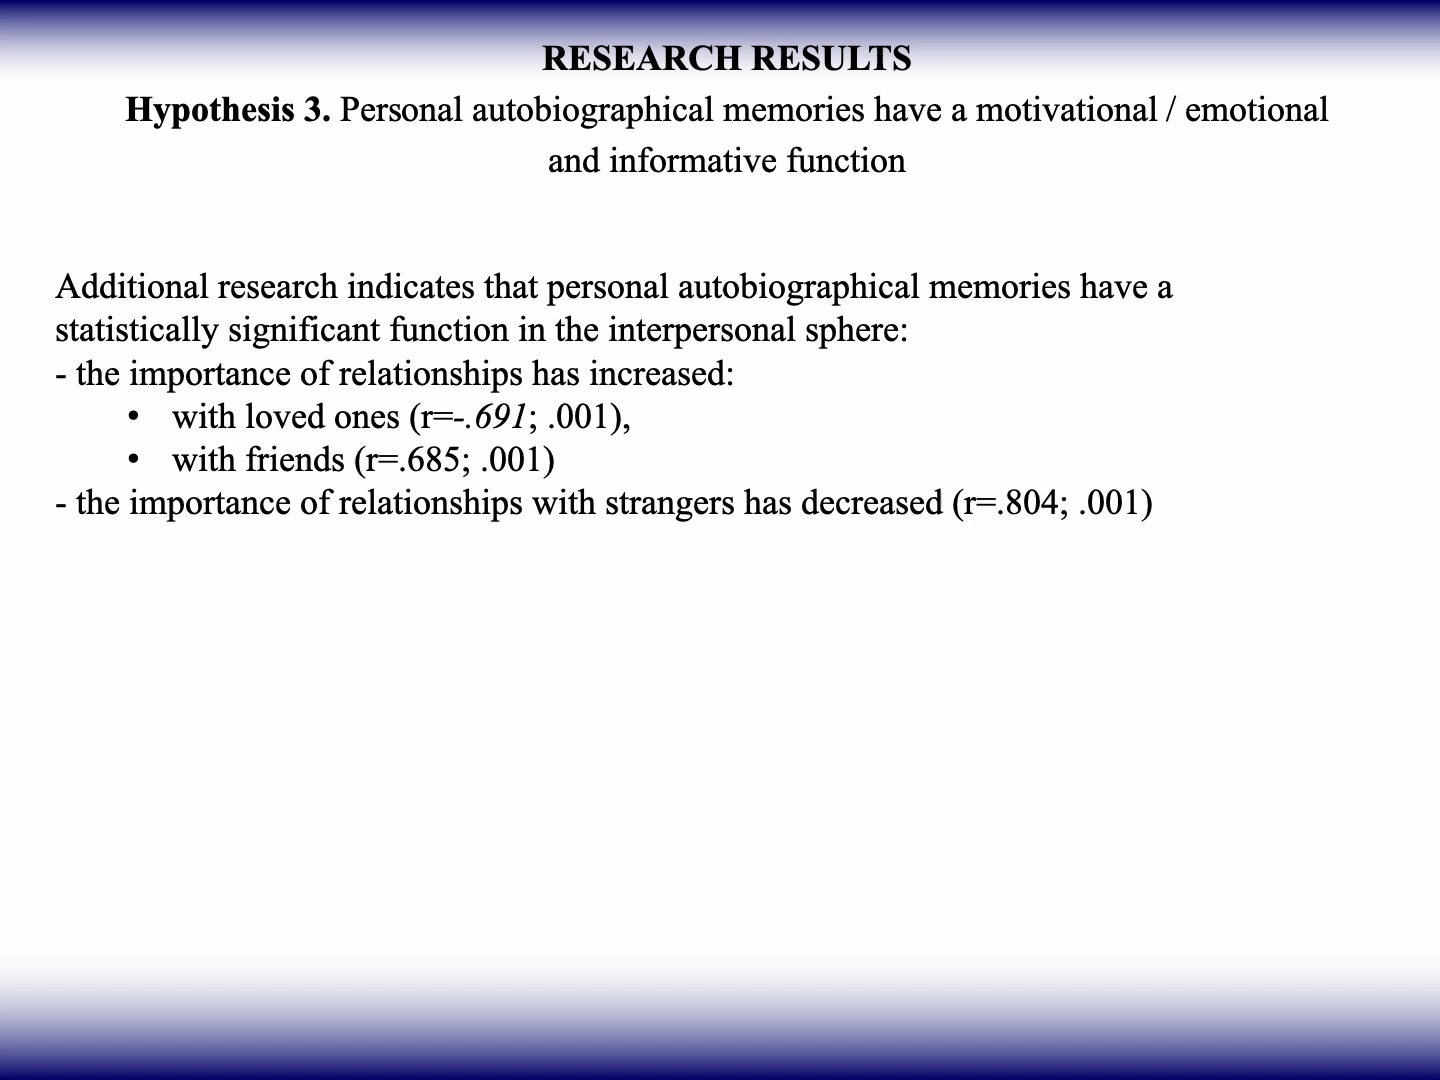 RESEARCH RESULTS
Hypothesis 3. Personal autobiographical memories have a motivational / emotional
and informative function
Additional research indicates that personal autobiographical memories have a
statistically significant function in the interpersonal sphere:
- the importance of relationships has increased:
• with loved ones (r=-.691; .001),
• with friends (r=.685; .001)
- the importance of relationships with strangers has decreased (r=.804; .001)